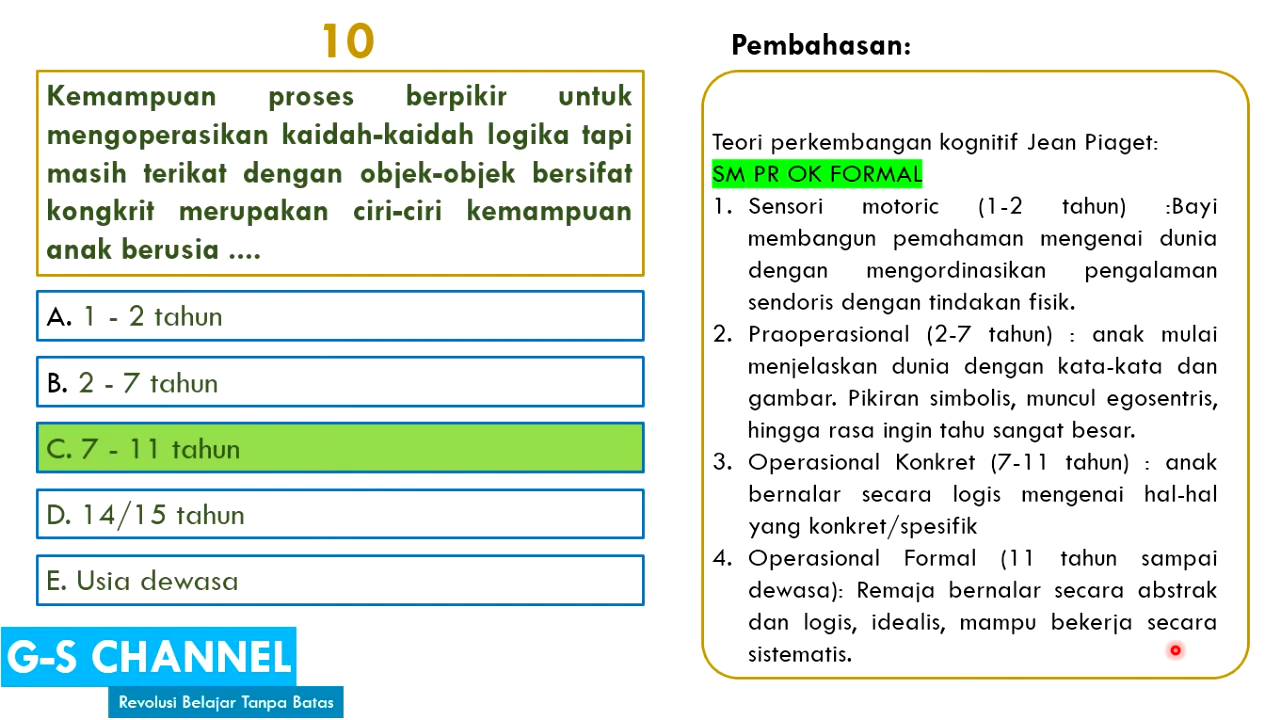 10
Kemampuan proses berpikir untuk
mengoperasikan kaidah-kaidah logika tapi
masih terikat dengan objek-objek bersifat
kongkrit merupakan ciri-ciri kemampuan
anak berusia ....
A. 1 - 2 tahun
B. 2 - 7 tahun
C. 7 - 11 tahun
D. 14/15 tahun
E. Usia dewasa
G-S CHANNEL
Revolusi Belajar Tanpa Batas
Pembahasan:
Teori perkembangan kognitif Jean Piaget:
SM PR OK FORMAL
1. Sensori motoric (1-2 tahun) :Bayi
membangun pemahaman mengenai dunia
dengan mengordinasikan pengalaman
sendoris dengan tindakan fisik.
2. Praoperasional (2-7 tahun) : anak mulai
menjelaskan dunia dengan kata-kata dan
gambar. Pikiran simbolis, muncul egosentris,
hingga rasa ingin tahu sangat besar.
3. Operasional Konkret (7-11 tahun) : anak
bernalar secara logis mengenai hal-hal
yang konkret/spesifik
4. Operasional Formal (11 tahun sampai
dewasa): Remaja bernalar secara abstrak
dan logis, idealis, mampu bekerja secara
sistematis.